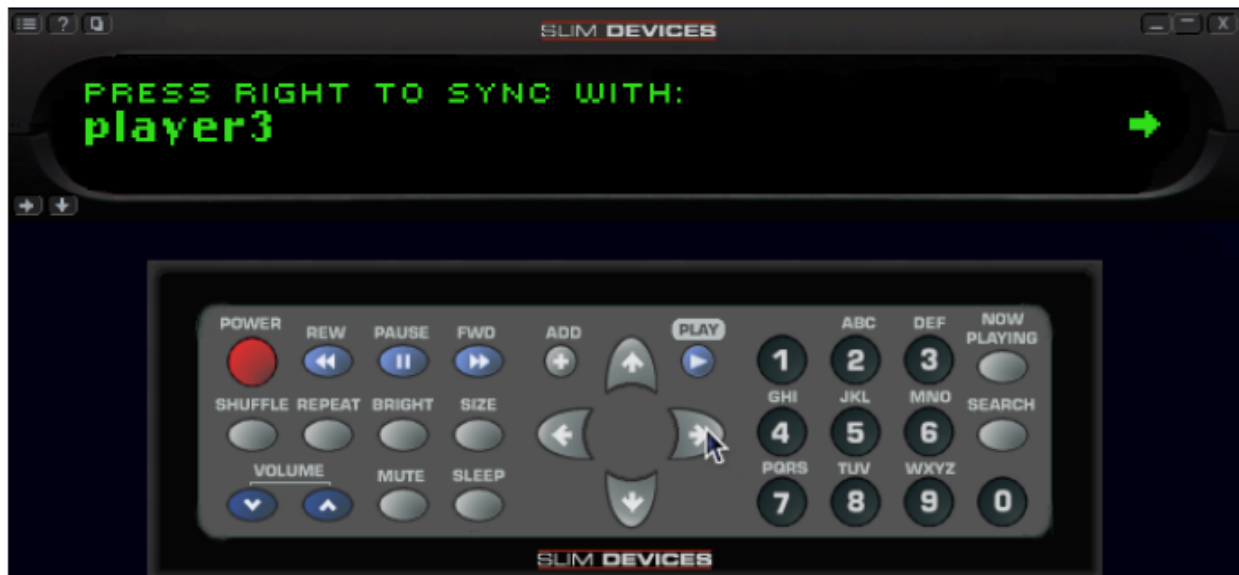 SLIM DEVICES
PRESS RIGHT TO SYNC WITH:
player3
POWER REW PAUSE FWD ADD PLAY ABC DEF NOW PLAYING
1 2 3
SHUFFLE REPEAT BRIGHT SIZE GHI JKL MNO SEARCH
4 5 6
VOLUME MUTE SLEEP PQRS TUV WXYZ
7 8 9 0
SLIM DEVICES